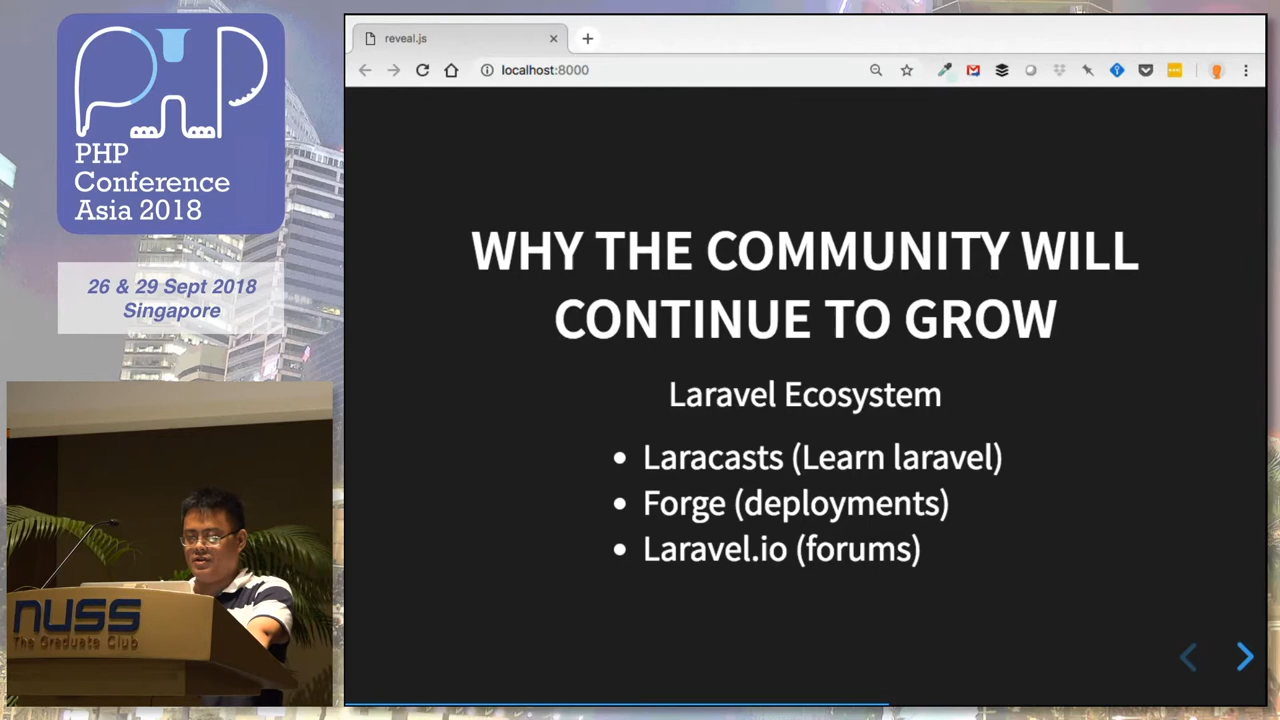 PHP
Conference
Asia 2018
26 & 29 Sept 2018
Singapore
nuss
The Graduate Club
reveal.js
localhost:8000
WHY THE COMMUNITY WILL
CONTINUE TO GROW
Laravel Ecosystem
• Laracasts (Learn laravel)
• Forge (deployments)
• Laravel.io (forums)